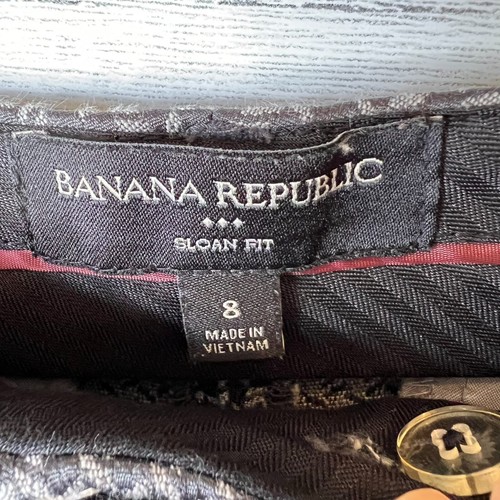 BANANA REPUBLIC
SLOAN FIT
8
MADE IN
VIETNAM